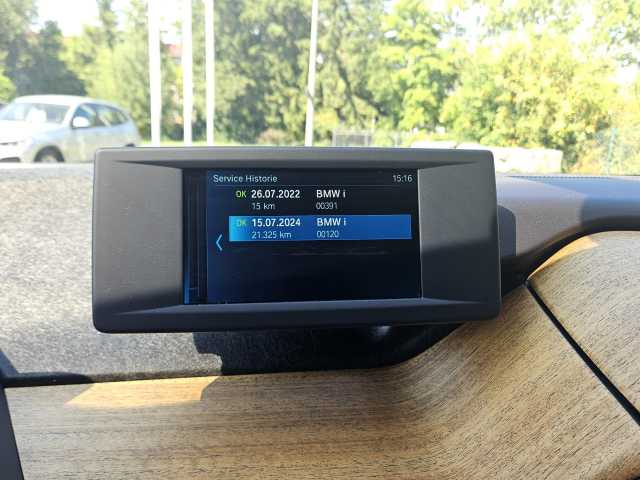 Service Historie 15:16
OK 26.07.2022 BMW i
15 km 00391
OK 15.07.2024 BMW i
21.325 km 00120